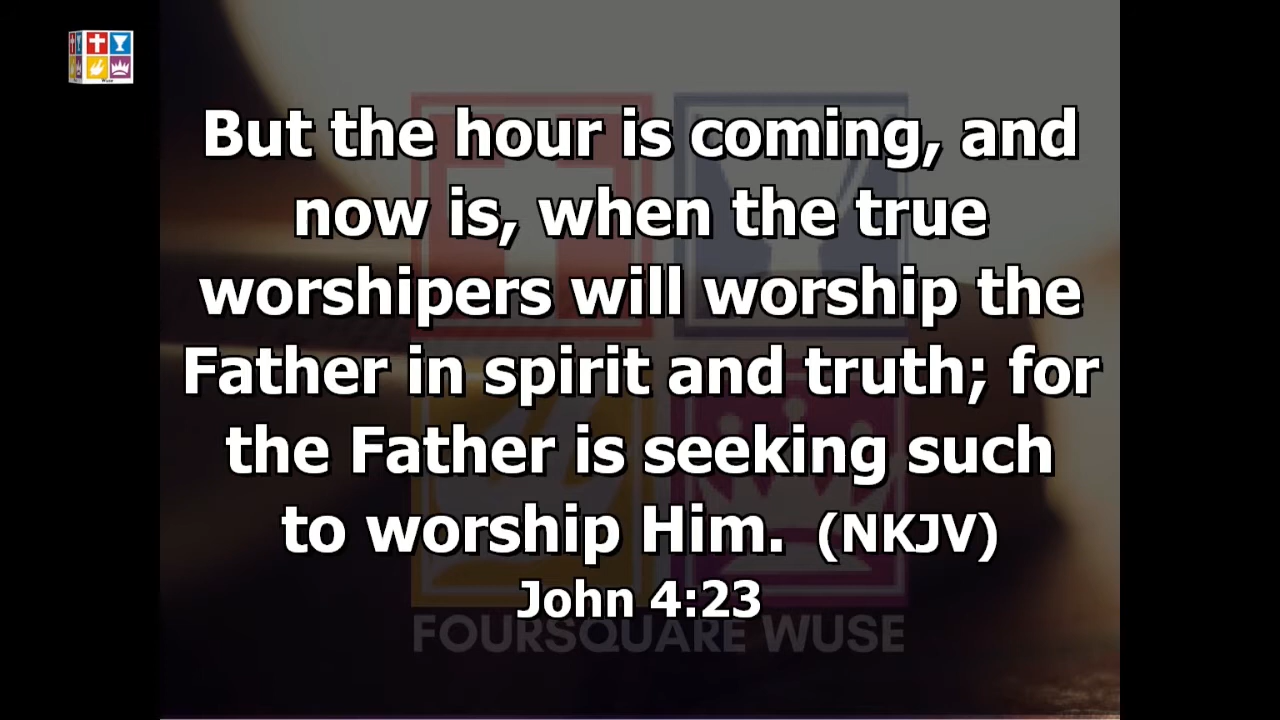 But the hour is coming, and
now is, when the true
worshipers will worship the
Father in spirit and truth; for
the Father is seeking such
to worship Him. (NKJV)
John 4:23
FOURSQUARE WUSE
Wuse